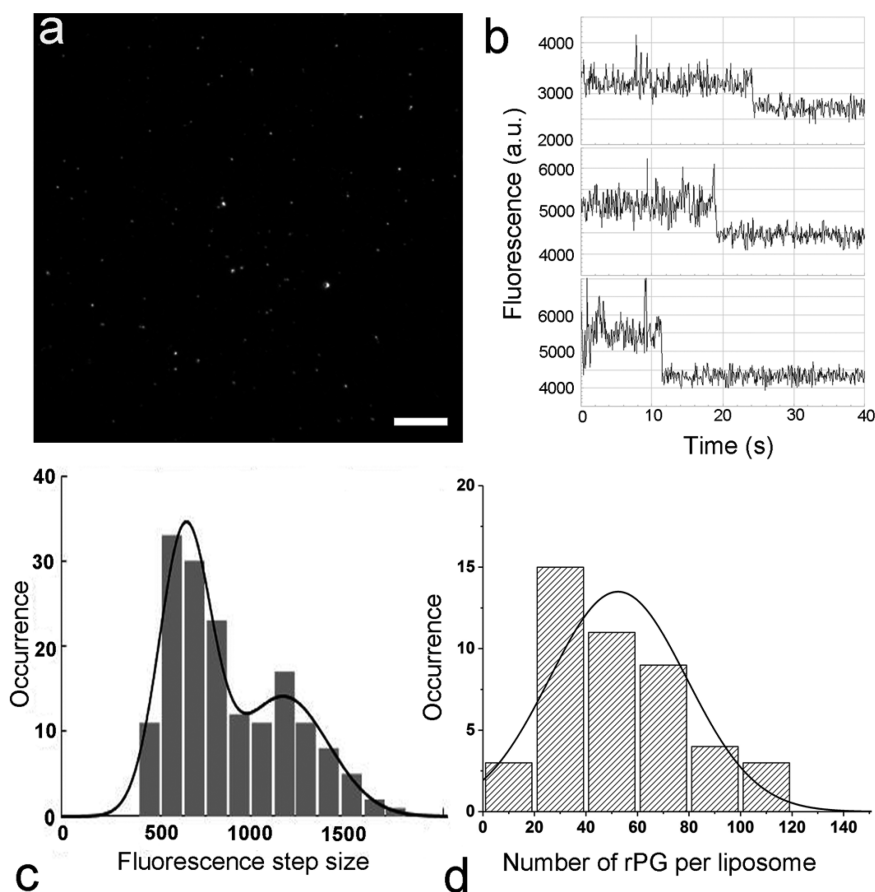 a
b
Fluorescence (a.u.)
4000
3000
2000
6000
5000
4000
6000
5000
4000
0 10 20 30 40
Time (s)
40
30
20
10
0
Occurrence
0 500 1000 1500
Fluorescence step size
c
20
15
10
5
0
Occurrence
0 20 40 60 80 100 120 140
Number of rPG per liposome
d